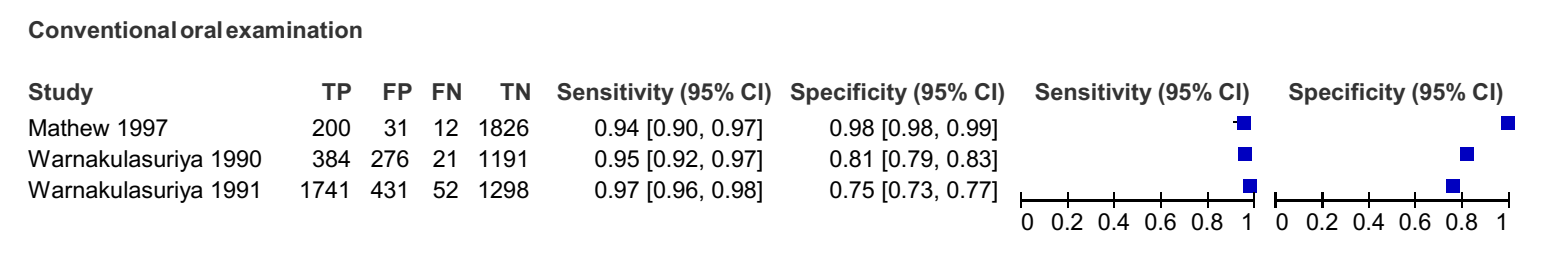 Conventional oral examination
Study TP FP FN TN Sensitivity (95% CI) Specificity (95% CI) Sensitivity (95% CI) Specificity (95% CI)
Mathew 1997 200 31 12 1826 0.94 [0.90, 0.97] 0.98 [0.98, 0.99]
Warnakulasuriya 1990 384 276 21 1191 0.95 [0.92, 0.97] 0.81 [0.79, 0.83]
Warnakulasuriya 1991 1741 431 52 1298 0.97 [0.96, 0.98] 0.75 [0.73, 0.77]
0 0.2 0.4 0.6 0.8 1 0 0.2 0.4 0.6 0.8 1